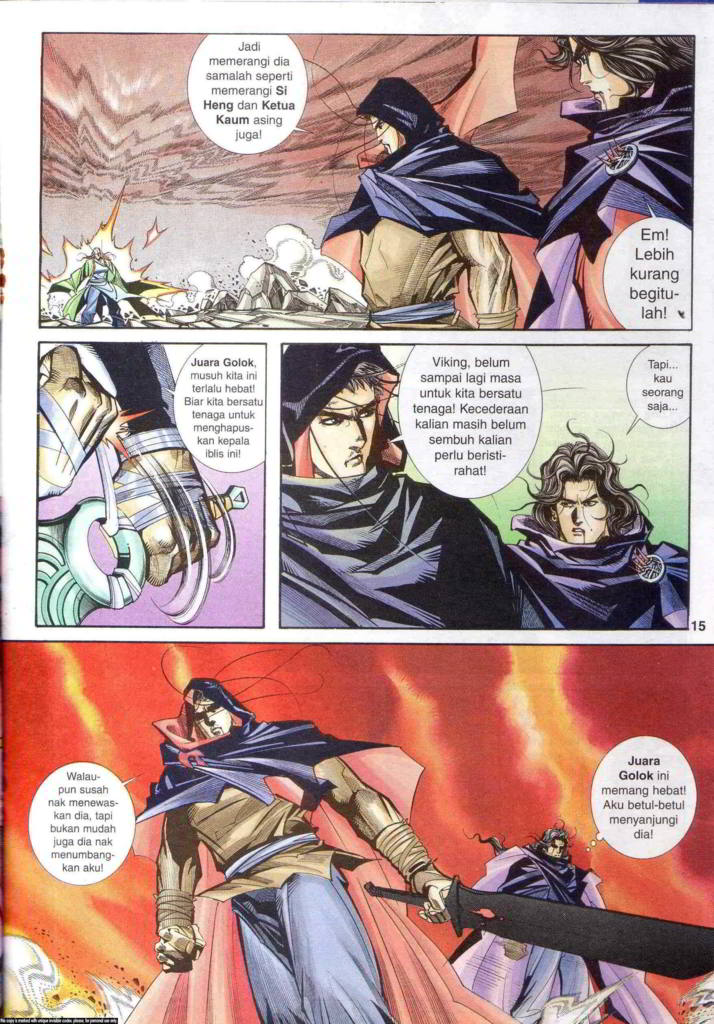 Jadi
memerangi dia
samalah seperti
memerangi Si
Heng dan Ketua
Kaum asing
juga!
Em!
Lebih
kurang
begitu-
lah!
Juara Golok,
musuh kita ini
terlalu hebat!
Biar kita bersatu
tenaga untuk
menghapus-
kan kepala
iblis ini!
Viking, belum
sampai lagi masa
untuk kita bersatu
tenaga! Kecederaan
kalian masih belum
sembuh kalian
perlu beristi-
rahat!
Tapi...
kau
seorang
saja...
15
Walau-
pun susah
nak menewas-
kan dia, tapi
bukan mudah
juga dia nak
menumbang-
kan aku!
Juara
Golok ini
memang hebat!
Aku betul-betul
menyanjungi
dia!